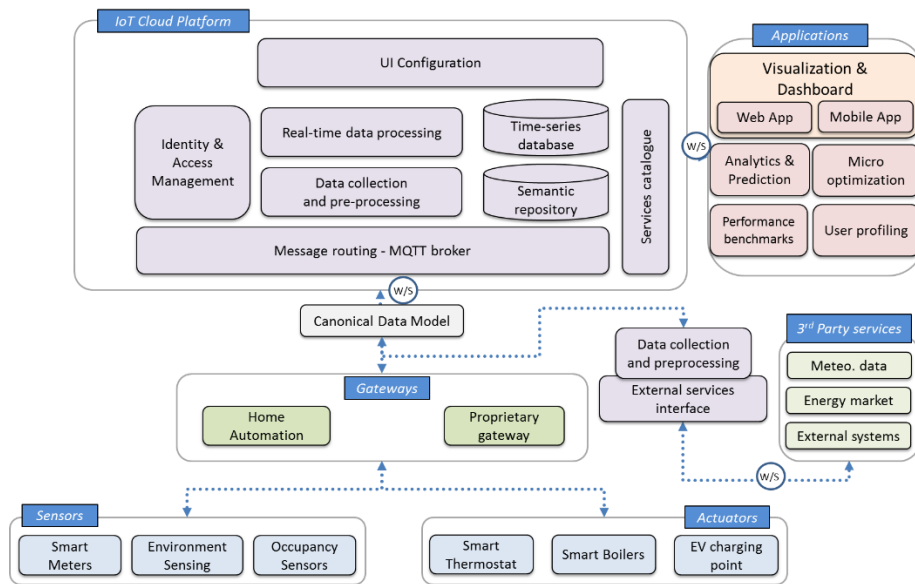 IoT Cloud Platform
UI Configuration
Identity &
Access
Management
Real-time data processing
Data collection
and pre-processing
Time-series
database
Semantic
repository
Services catalogue
Message routing - MQTT broker
W/S
Applications
Visualization &
Dashboard
Web App
Mobile App
Analytics &
Prediction
Micro
optimization
Performance
benchmarks
User profiling
W/S
Canonical Data Model
Gateways
Home
Automation
Proprietary
gateway
Data collection
and preprocessing
External services
interface
3rd Party services
Meteo. data
Energy market
External systems
W/S
Sensors
Smart
Meters
Environment
Sensing
Occupancy
Sensors
Actuators
Smart
Thermostat
Smart Boilers
EV charging
point